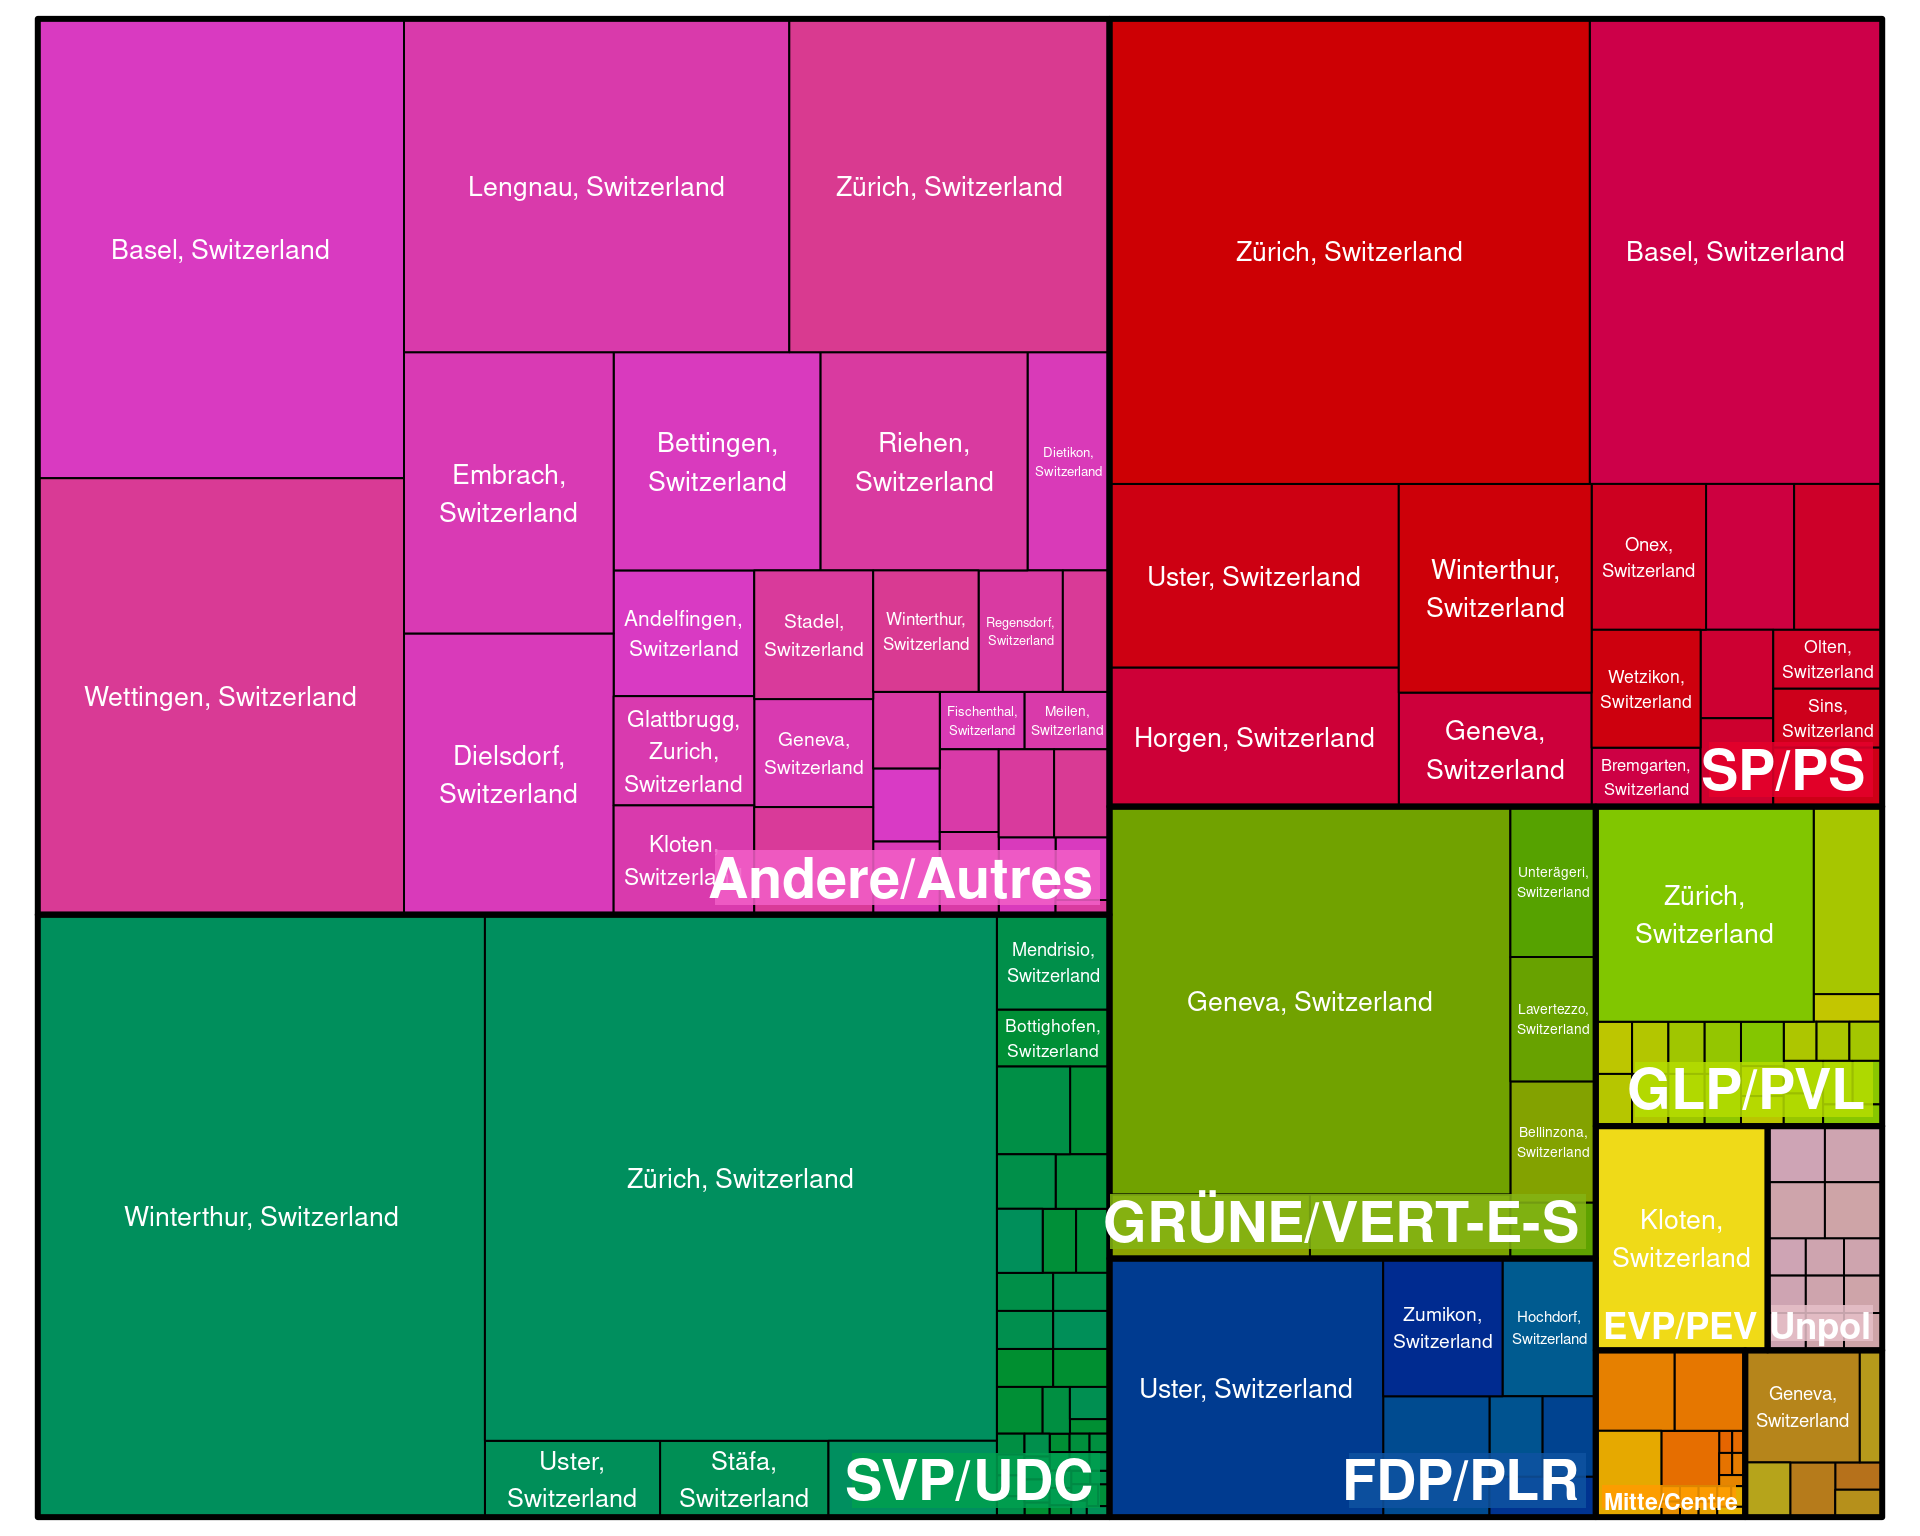 Basel, Switzerland
Lengnau, Switzerland
Zürich, Switzerland
Wettingen, Switzerland
Embrach,
Switzerland
Bettingen,
Switzerland
Riehen,
Switzerland
Dietikon,
Switzerland
Dielsdorf,
Switzerland
Andelfingen,
Switzerland
Stadel,
Switzerland
Winterthur,
Switzerland
Regensdorf,
Switzerland
Glattbrugg,
Zurich,
Switzerland
Geneva,
Switzerland
Fischenthal,
Switzerland
Meilen,
Switzerland
Kloten,
Switzerla
Andere/Autres
Zürich, Switzerland
Basel, Switzerland
Uster, Switzerland
Winterthur,
Switzerland
Onex,
Switzerland
Horgen, Switzerland
Geneva,
Switzerland
Wetzikon,
Switzerland
Olten,
Switzerland
Sins,
Switzerland
Bremgarten,
Switzerland
SP/PS
Winterthur, Switzerland
Zürich, Switzerland
Mendrisio,
Switzerland
Bottighofen,
Switzerland
Uster,
Switzerland
Stäfa,
Switzerland
SVP/UDC
Geneva, Switzerland
Unterägeri,
Switzerland
Lavertezzo,
Switzerland
Bellinzona,
Switzerland
GRÜNE/VERT-E-S
Zürich,
Switzerland
GLP/PVL
Uster, Switzerland
Zumikon,
Switzerland
Hochdorf,
Switzerland
FDP/PLR
Kloten,
Switzerland
EVP/PEV
Unpol
Mitte/Centre
Geneva,
Switzerland